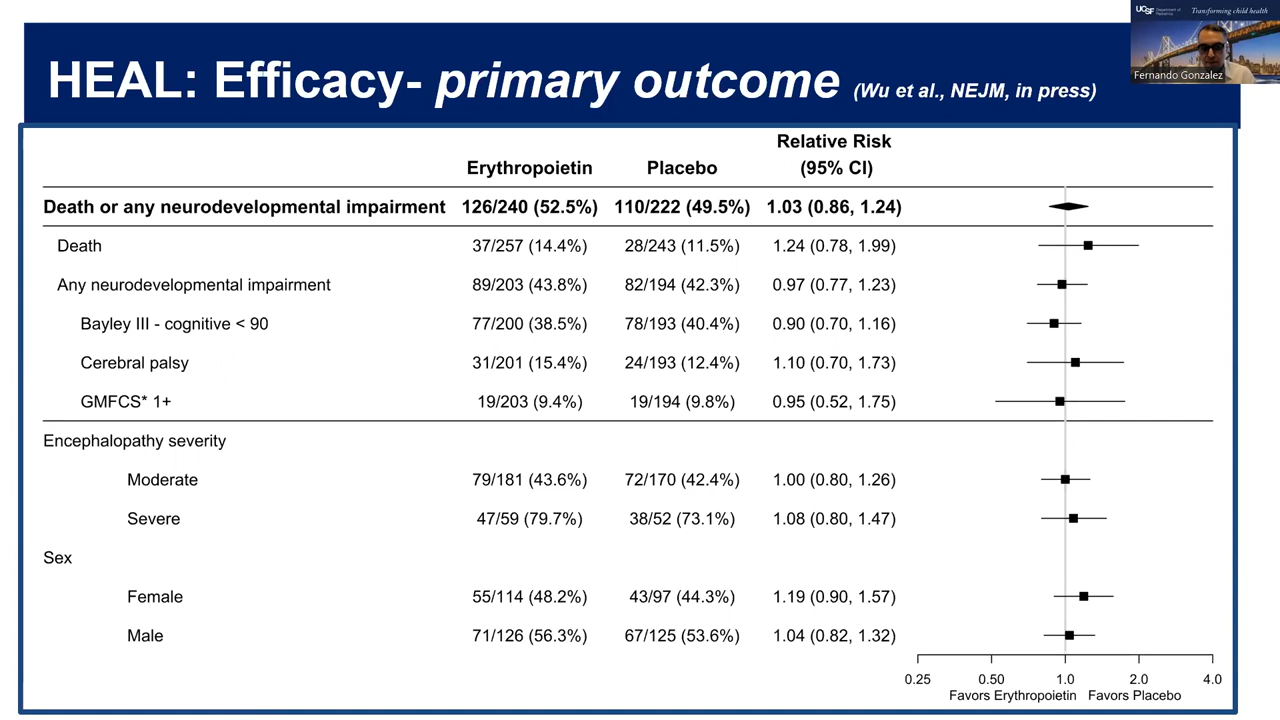 UCSF Department of Pediatrics Transforming child health
Fernando Gonzalez
HEAL: Efficacy- primary outcome (Wu et al., NEJM, in press)
Relative Risk
Erythropoietin Placebo (95% CI)
Death or any neurodevelopmental impairment 126/240 (52.5%) 110/222 (49.5%) 1.03 (0.86, 1.24)
Death 37/257 (14.4%) 28/243 (11.5%) 1.24 (0.78, 1.99)
Any neurodevelopmental impairment 89/203 (43.8%) 82/194 (42.3%) 0.97 (0.77, 1.23)
Bayley III - cognitive < 90 77/200 (38.5%) 78/193 (40.4%) 0.90 (0.70, 1.16)
Cerebral palsy 31/201 (15.4%) 24/193 (12.4%) 1.10 (0.70, 1.73)
GMFCS* 1+ 19/203 (9.4%) 19/194 (9.8%) 0.95 (0.52, 1.75)
Encephalopathy severity
Moderate 79/181 (43.6%) 72/170 (42.4%) 1.00 (0.80, 1.26)
Severe 47/59 (79.7%) 38/52 (73.1%) 1.08 (0.80, 1.47)
Sex
Female 55/114 (48.2%) 43/97 (44.3%) 1.19 (0.90, 1.57)
Male 71/126 (56.3%) 67/125 (53.6%) 1.04 (0.82, 1.32)
0.25 0.50 1.0 2.0 4.0
Favors Erythropoietin Favors Placebo